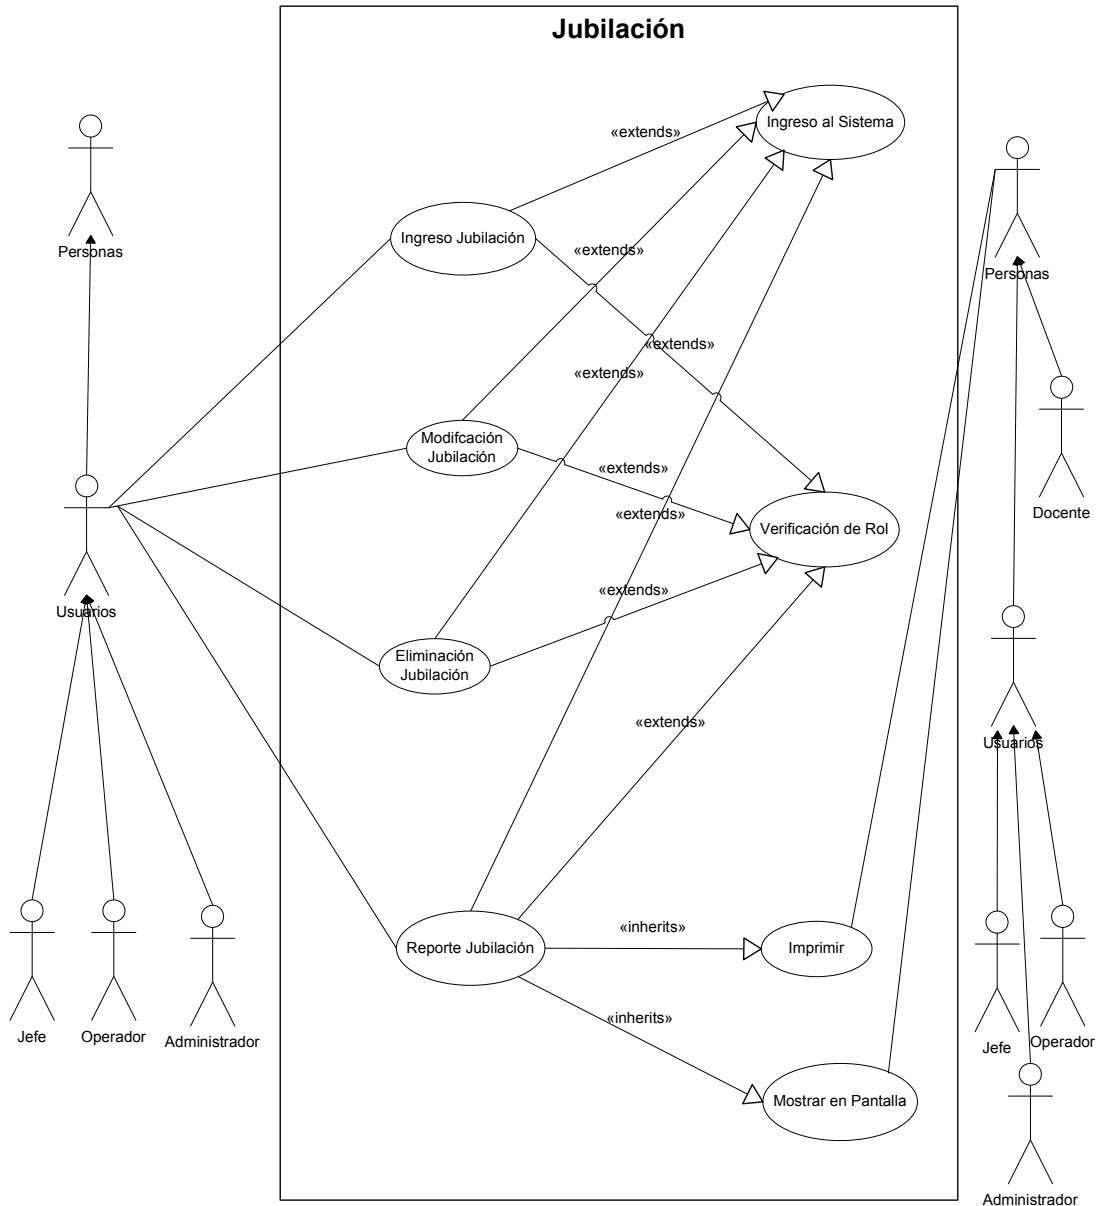 Jubilación
Ingreso al Sistema
«extends»
Ingreso Jubilación
«extends»
Personas
Personas
«extends»
«extends»
Modifcación
Jubilación
«extends»
Docente
«extends»
Verificación de Rol
«extends»
Usuarios
Eliminación
Jubilación
«extends»
Usuarios
Reporte Jubilación
«inherits»
Imprimir
«inherits»
Jefe
Operador
Administrador
Jefe
Operador
Mostrar en Pantalla
Administrador